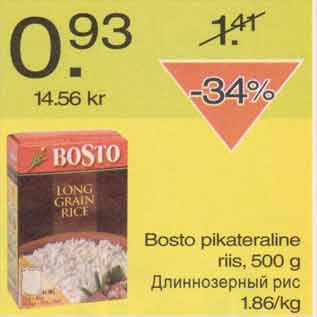 0.93
1.41
14.56 kr
-34%
BOSTO
LONG
GRAIN
RICE
Bosto pikateraline
riis, 500 g
Длиннозерный рис
1.86/kg